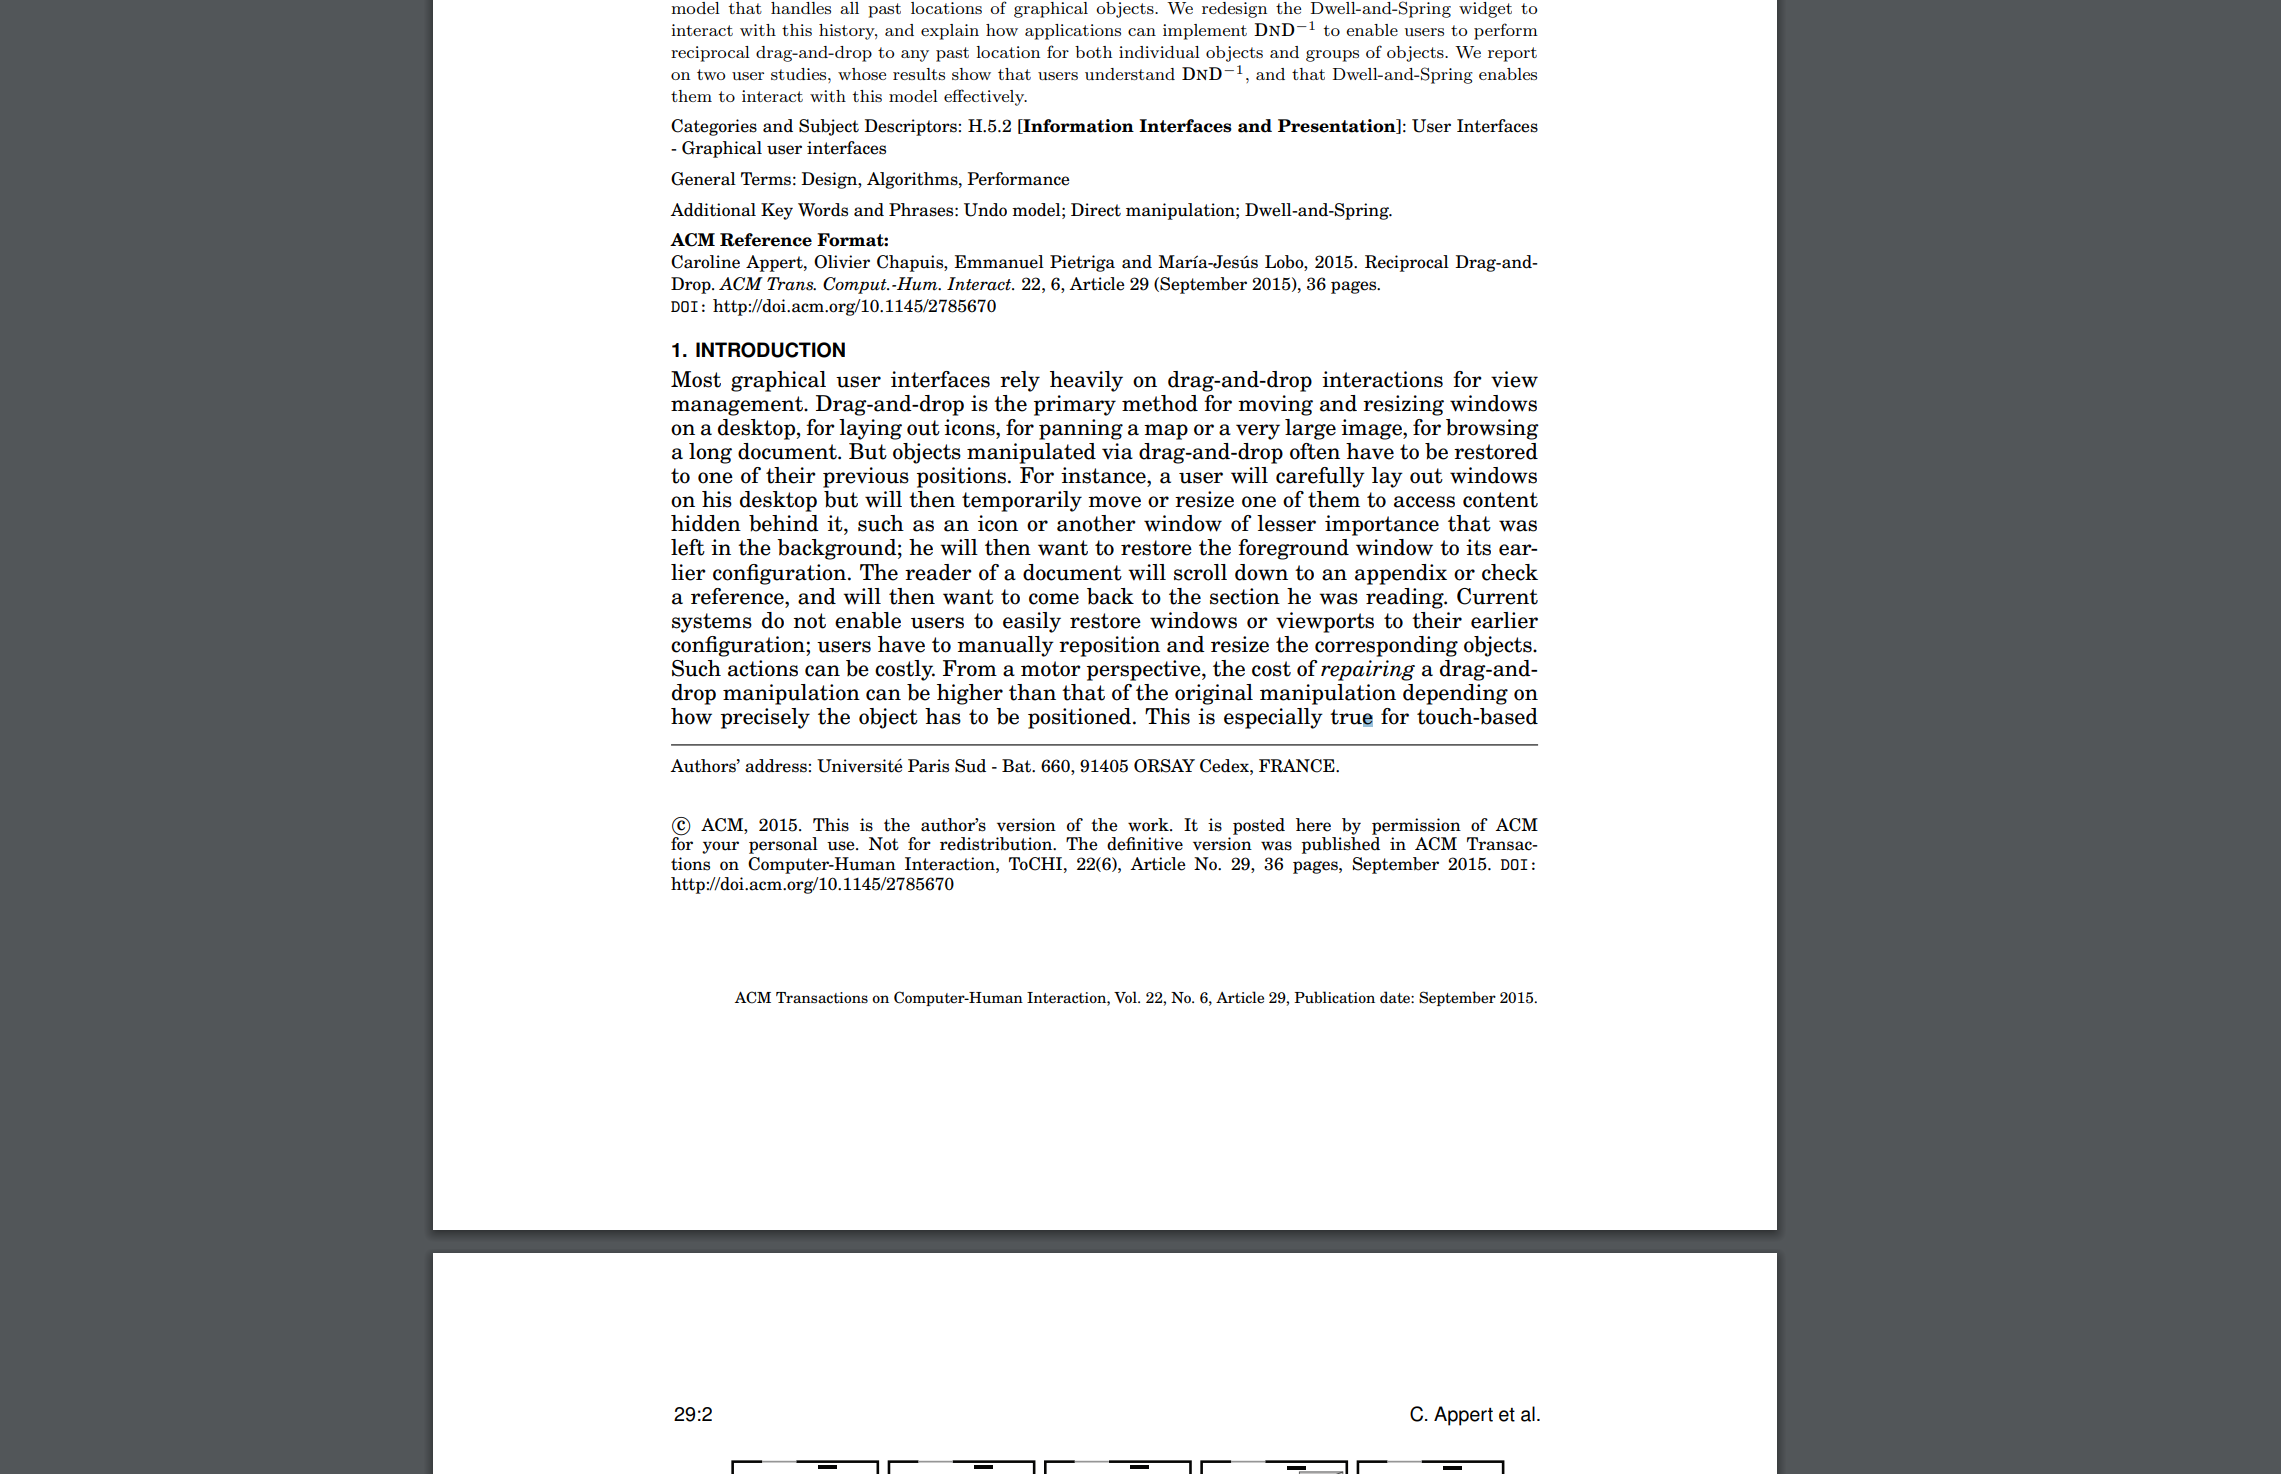 model that handles all past locations of graphical objects. We redesign the Dwell-and-Spring widget to
interact with this history, and explain how applications can implement DND−1 to enable users to perform
reciprocal drag-and-drop to any past location for both individual objects and groups of objects. We report
on two user studies, whose results show that users understand DND−1, and that Dwell-and-Spring enables
them to interact with this model effectively.
Categories and Subject Descriptors: H.5.2 [Information Interfaces and Presentation]: User Interfaces
- Graphical user interfaces
General Terms: Design, Algorithms, Performance
Additional Key Words and Phrases: Undo model; Direct manipulation; Dwell-and-Spring.
ACM Reference Format:
Caroline Appert, Olivier Chapuis, Emmanuel Pietriga and María-Jesús Lobo, 2015. Reciprocal Drag-and-
Drop. ACM Trans. Comput.-Hum. Interact. 22, 6, Article 29 (September 2015), 36 pages.
DOI: http://doi.acm.org/10.1145/2785670
1. INTRODUCTION
Most graphical user interfaces rely heavily on drag-and-drop interactions for view
management. Drag-and-drop is the primary method for moving and resizing windows
on a desktop, for laying out icons, for panning a map or a very large image, for browsing
a long document. But objects manipulated via drag-and-drop often have to be restored
to one of their previous positions. For instance, a user will carefully lay out windows
on his desktop but will then temporarily move or resize one of them to access content
hidden behind it, such as an icon or another window of lesser importance that was
left in the background; he will then want to restore the foreground window to its ear-
lier configuration. The reader of a document will scroll down to an appendix or check
a reference, and will then want to come back to the section he was reading. Current
systems do not enable users to easily restore windows or viewports to their earlier
configuration; users have to manually reposition and resize the corresponding objects.
Such actions can be costly. From a motor perspective, the cost of repairing a drag-and-
drop manipulation can be higher than that of the original manipulation depending on
how precisely the object has to be positioned. This is especially true for touch-based
Authors' address: Université Paris Sud - Bat. 660, 91405 ORSAY Cedex, FRANCE.
© ACM, 2015. This is the author's version of the work. It is posted here by permission of ACM
for your personal use. Not for redistribution. The definitive version was published in ACM Transac-
tions on Computer-Human Interaction, ToCHI, 22(6), Article No. 29, 36 pages, September 2015. DOI:
http://doi.acm.org/10.1145/2785670
ACM Transactions on Computer-Human Interaction, Vol. 22, No. 6, Article 29, Publication date: September 2015.
29:2 C. Appert et al.